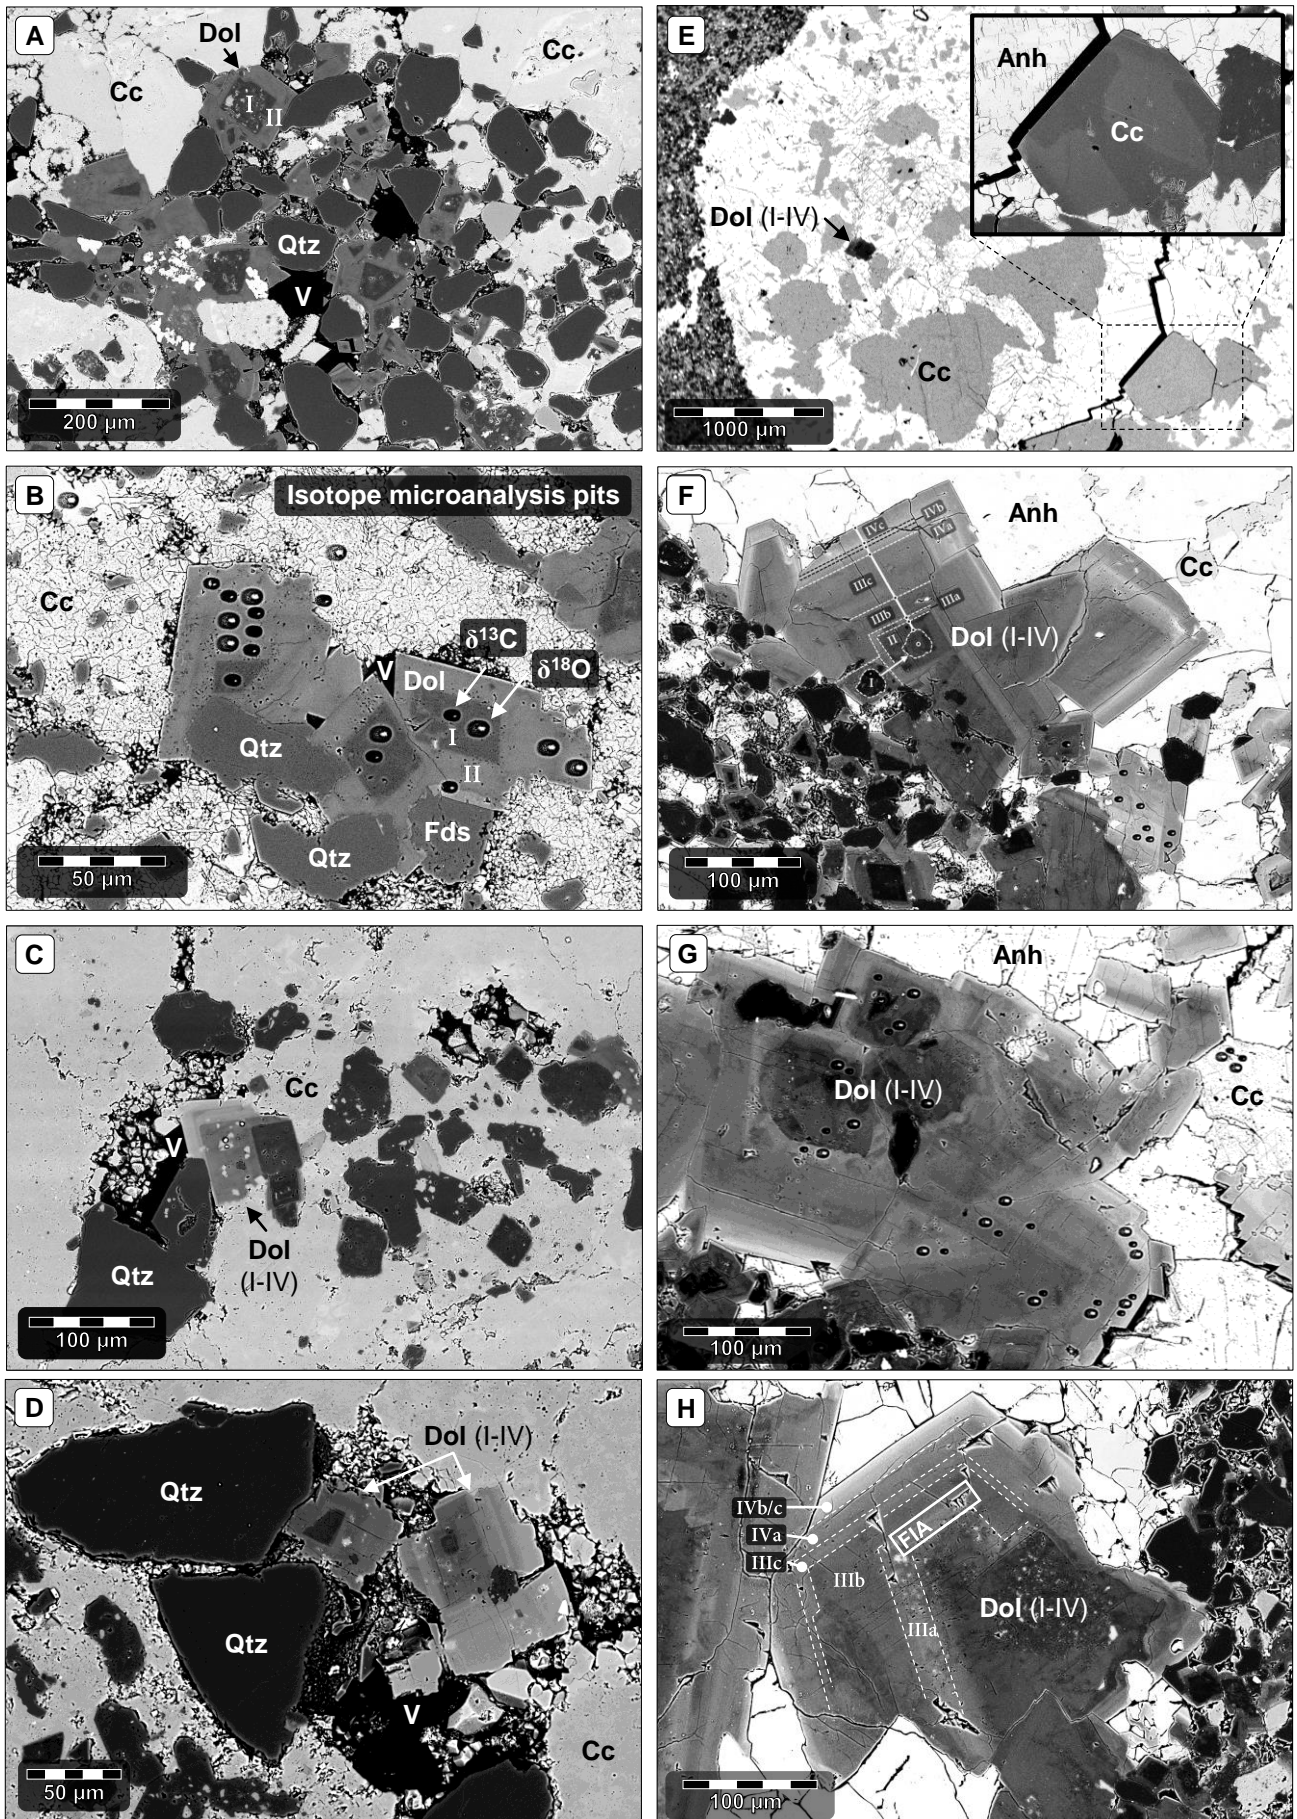 A
Dol
Cc
Cc
I
II
Qtz
V
200 µm
B
Isotope microanalysis pits
Cc
δ13C
δ18O
V
Dol
I
Qtz
II
Fds
Qtz
50 µm
C
Cc
V
Dol
(I-IV)
Qtz
100 µm
D
Dol (I-IV)
Qtz
Qtz
V
Cc
50 µm
E
Anh
Cc
Dol (I-IV)
Cc
1000 µm
F
Anh
IVc
IVb
IVa
Cc
IIIc
IIIa
IIIb
II
Dol (I-IV)
I
100 µm
G
Anh
Dol (I-IV)
Cc
100 µm
H
IVb/c
FIA
IVa
IIIc
IIIb
Dol (I-IV)
IIIa
100 µm